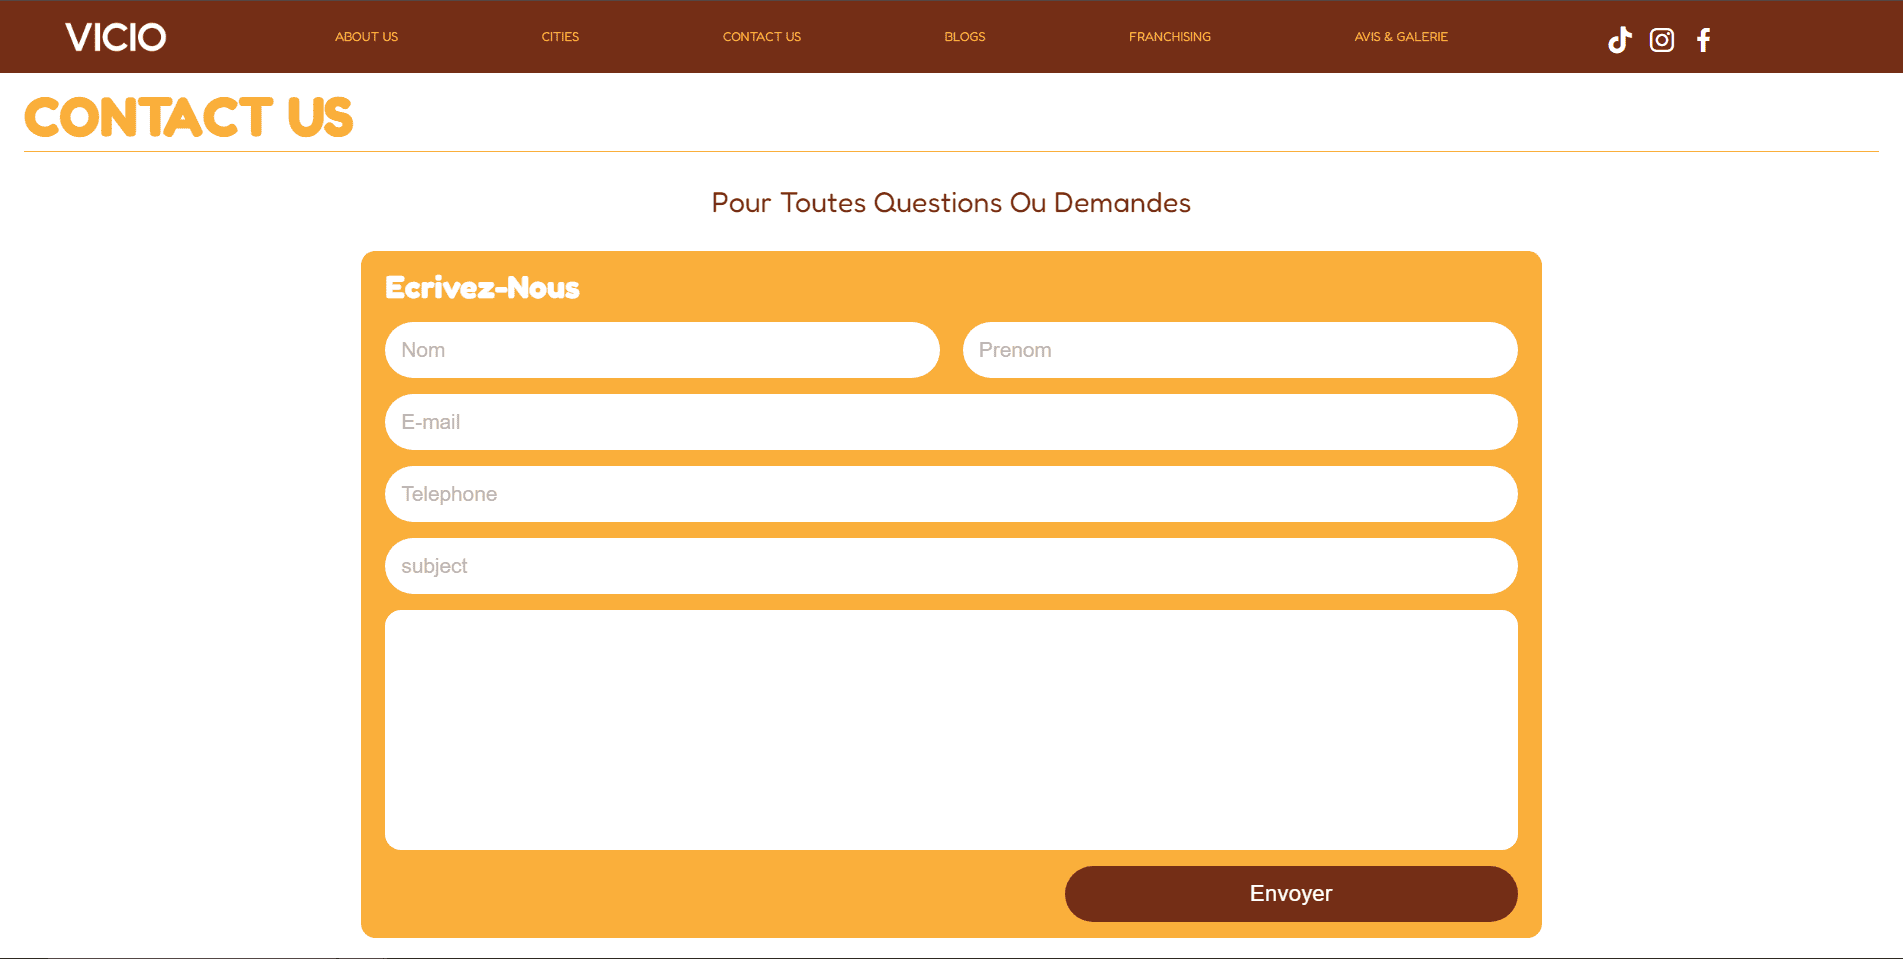 VICIO ABOUT US CITIES CONTACT US BLOGS FRANCHISING AVIS & GALERIE
CONTACT US
Pour Toutes Questions Ou Demandes
Ecrivez-Nous
Nom Prenom
E-mail
Telephone
subject
Envoyer